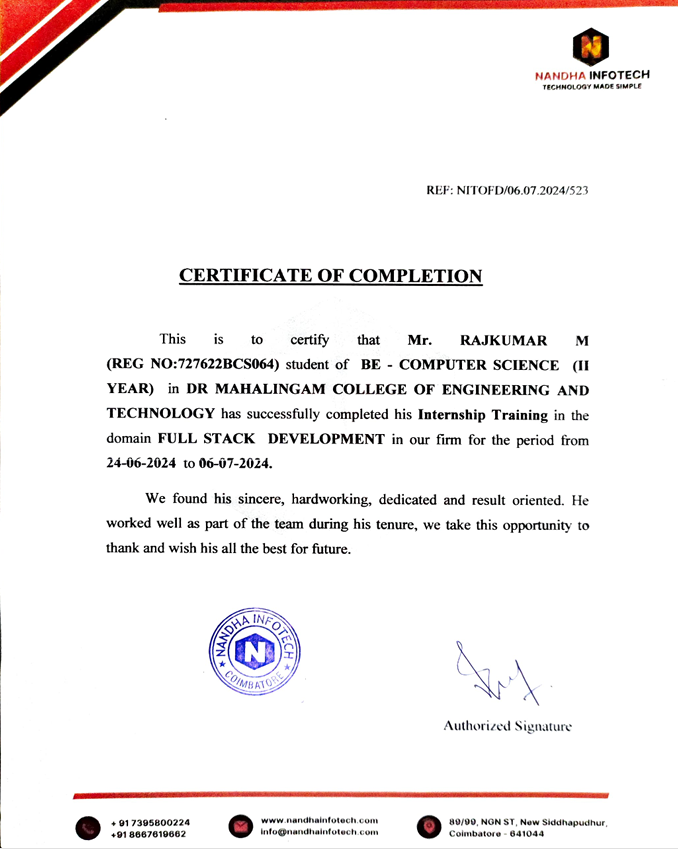 N
NANDHA INFOTECH
TECHNOLOGY MADE SIMPLE
REF: NITOFD/06.07.2024/523
CERTIFICATE OF COMPLETION
This is to certify that Mr. RAJKUMAR M
(REG NO:727622BCS064) student of BE - COMPUTER SCIENCE (II
YEAR) in DR MAHALINGAM COLLEGE OF ENGINEERING AND
TECHNOLOGY has successfully completed his Internship Training in the
domain FULL STACK DEVELOPMENT in our firm for the period from
24-06-2024 to 06-07-2024.
We found his sincere, hardworking, dedicated and result oriented. He
worked well as part of the team during his tenure, we take this opportunity to
thank and wish his all the best for future.
NANDHA INFOTECH
N
COIMBATORE
Authorized Signature
+ 91 7395800224
+91 8667619662
www.nandhainfotech.com
info@nandhainfotech.com
89/99, NGN ST, New Siddhapudhur,
Coimbatore - 641044